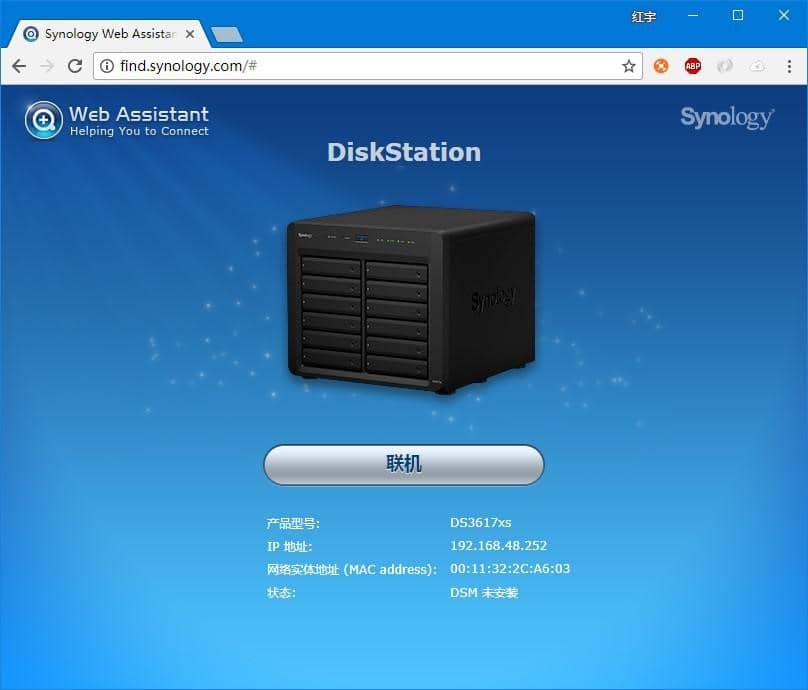 红宇
Synology Web Assistan
find.synology.com/#
ABP
Web Assistant
Helping You to Connect
Synology
DiskStation
Synology
Synology
联机
产品型号: DS3617xs
IP 地址: 192.168.48.252
网络实体地址 (MAC address): 00:11:32:2C:A6:03
状态: DSM 未安装